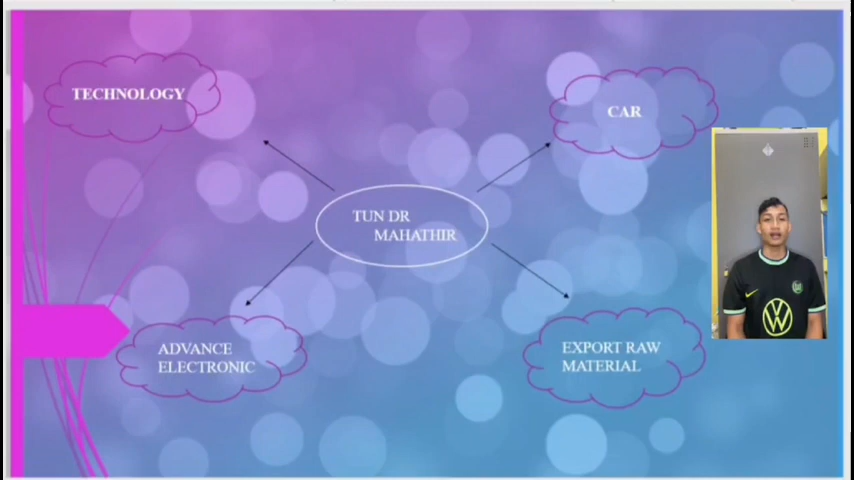 TECHNOLOGY
CAR
TUN DR
MAHATHIR
ADVANCE
ELECTRONIC
EXPORT RAW
MATERIAL